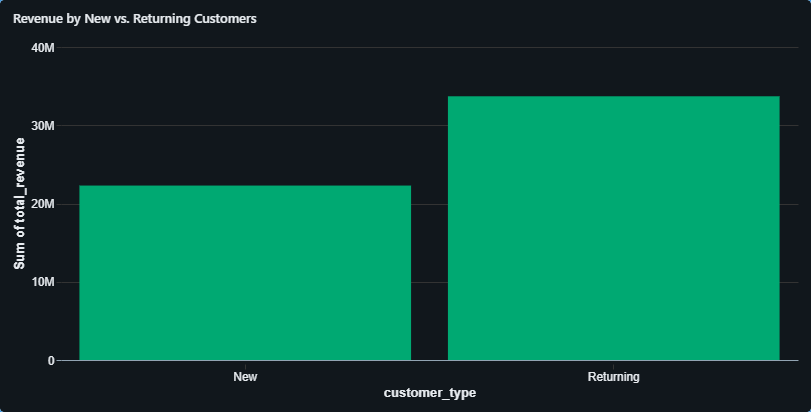 Revenue by New vs. Returning Customers
40M
30M
20M
10M
0
Sum of total_revenue
New
Returning
customer_type